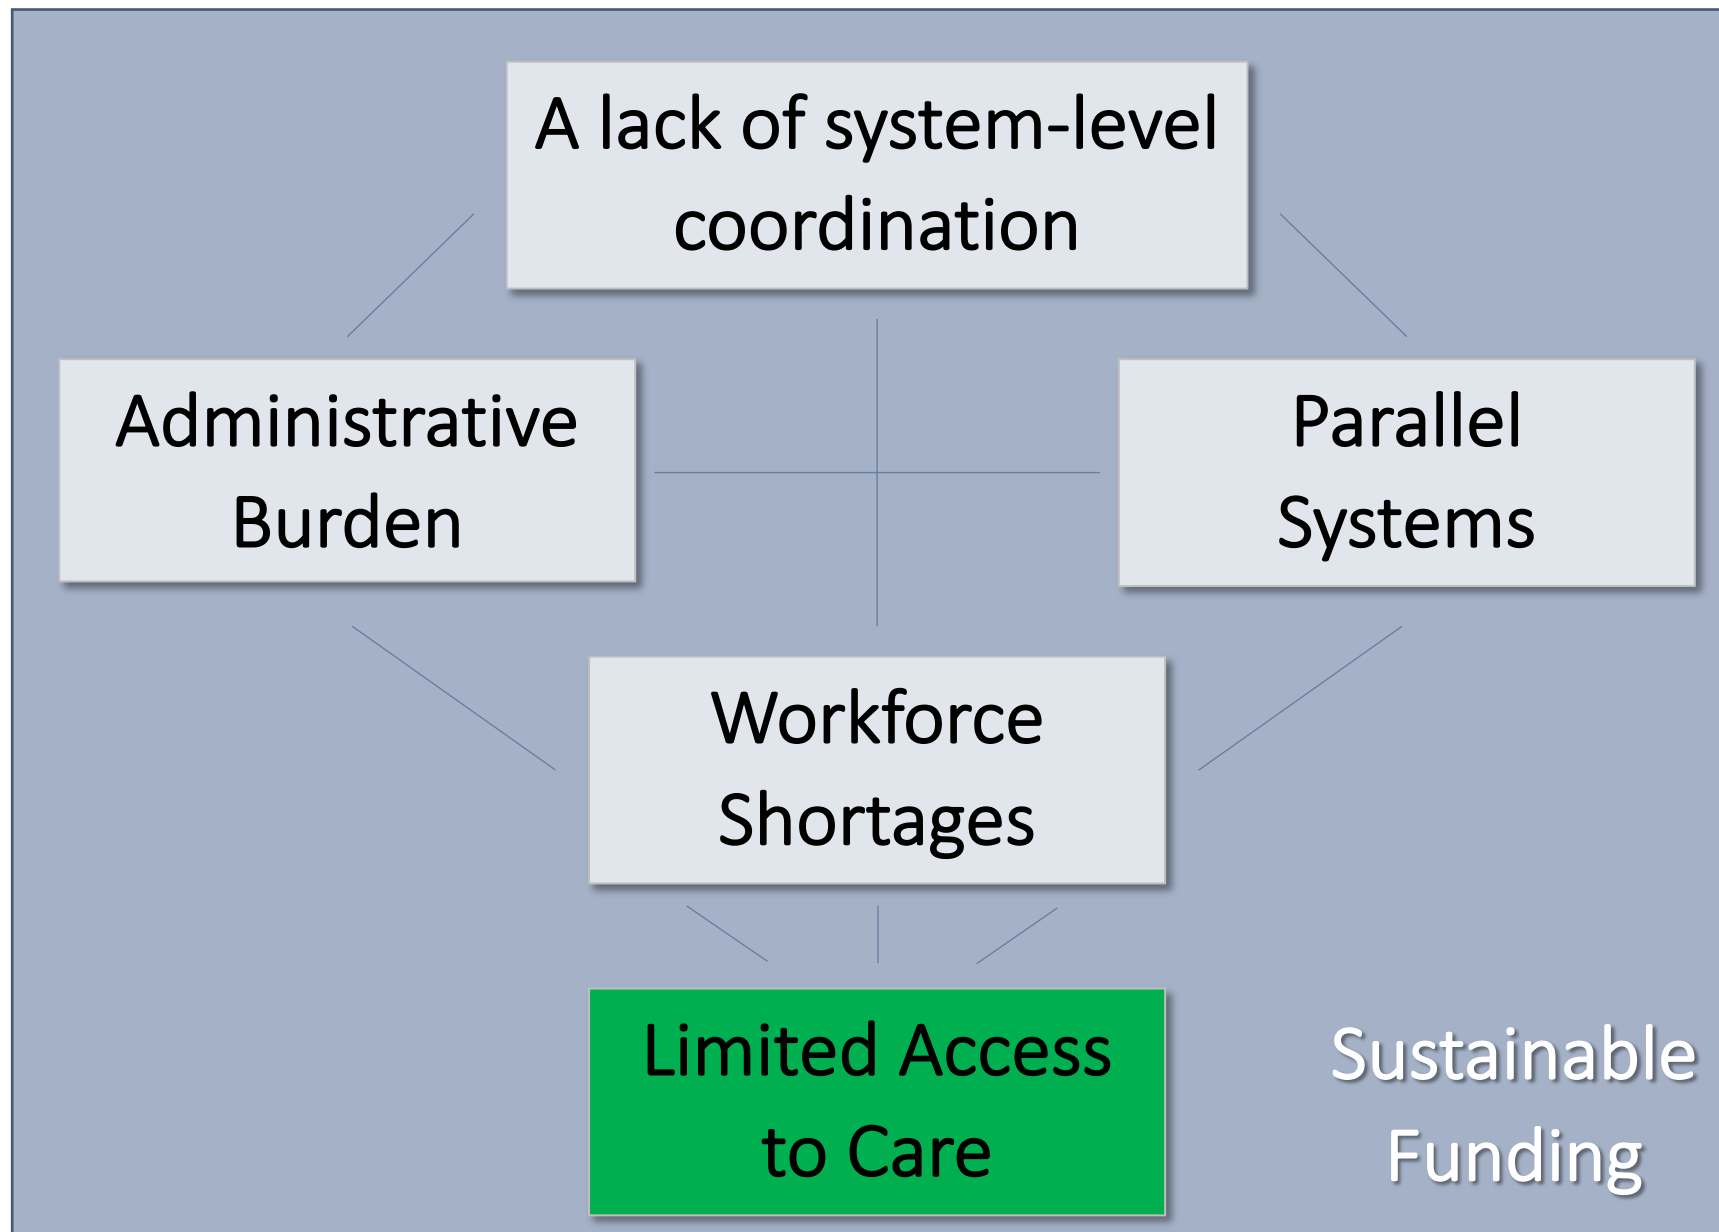 A lack of system-level
coordination
Administrative
Burden
Parallel
Systems
Workforce
Shortages
Limited Access
to Care
Sustainable
Funding